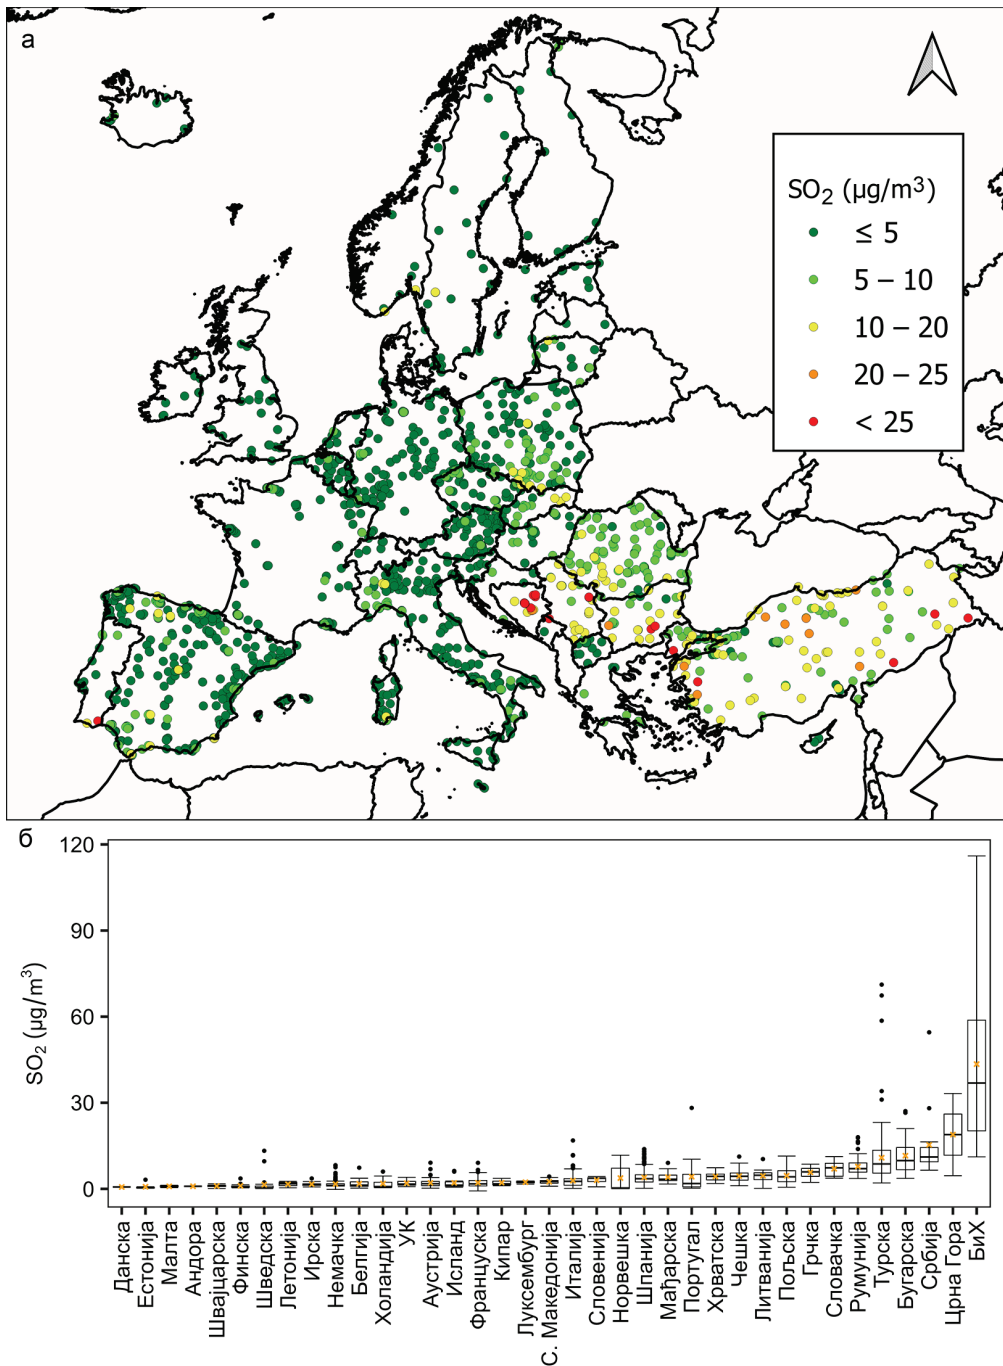 а
SO₂ (µg/m³)
≤ 5
5 – 10
10 – 20
20 – 25
< 25
б
SO₂ (µg/m³)
120
90
60
30
0
Данска
Естонија
Малта
Андора
Швајцарска
Финска
Шведска
Летонија
Ирска
Немачка
Белгија
Холандија
УК
Аустрија
Исланд
Француска
Кипар
Луксембург
С. Македонија
Италија
Словенија
Норвешка
Шпанија
Мађарска
Португал
Хрватска
Чешка
Литванија
Пољска
Грчка
Словачка
Румунија
Турска
Бугарска
Србија
Црна Гора
БиХ